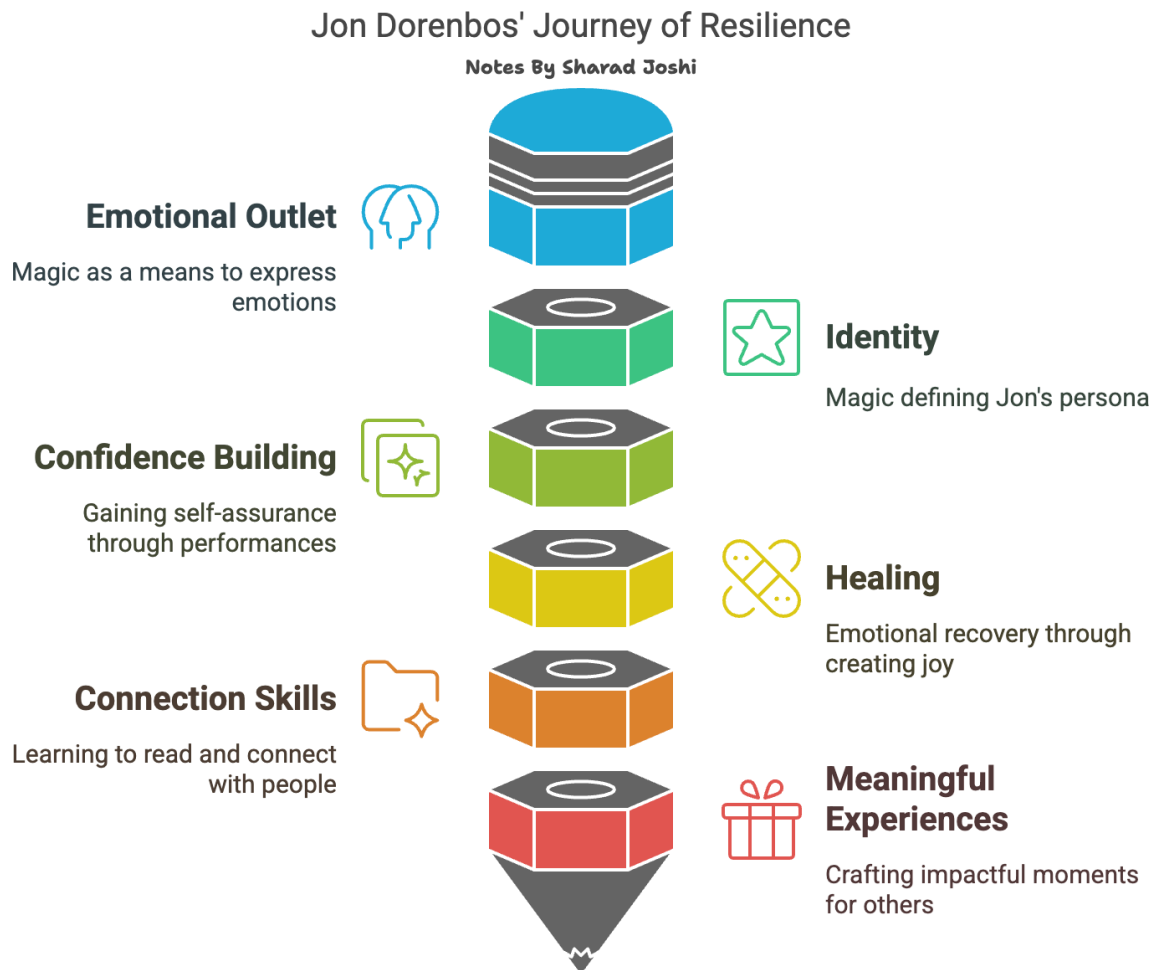 Jon Dorenbos' Journey of Resilience
Notes By Sharad Joshi
Emotional Outlet
Magic as a means to express
emotions
Identity
Magic defining Jon's persona
Confidence Building
Gaining self-assurance
through performances
Healing
Emotional recovery through
creating joy
Connection Skills
Learning to read and connect
with people
Meaningful
Experiences
Crafting impactful moments
for others